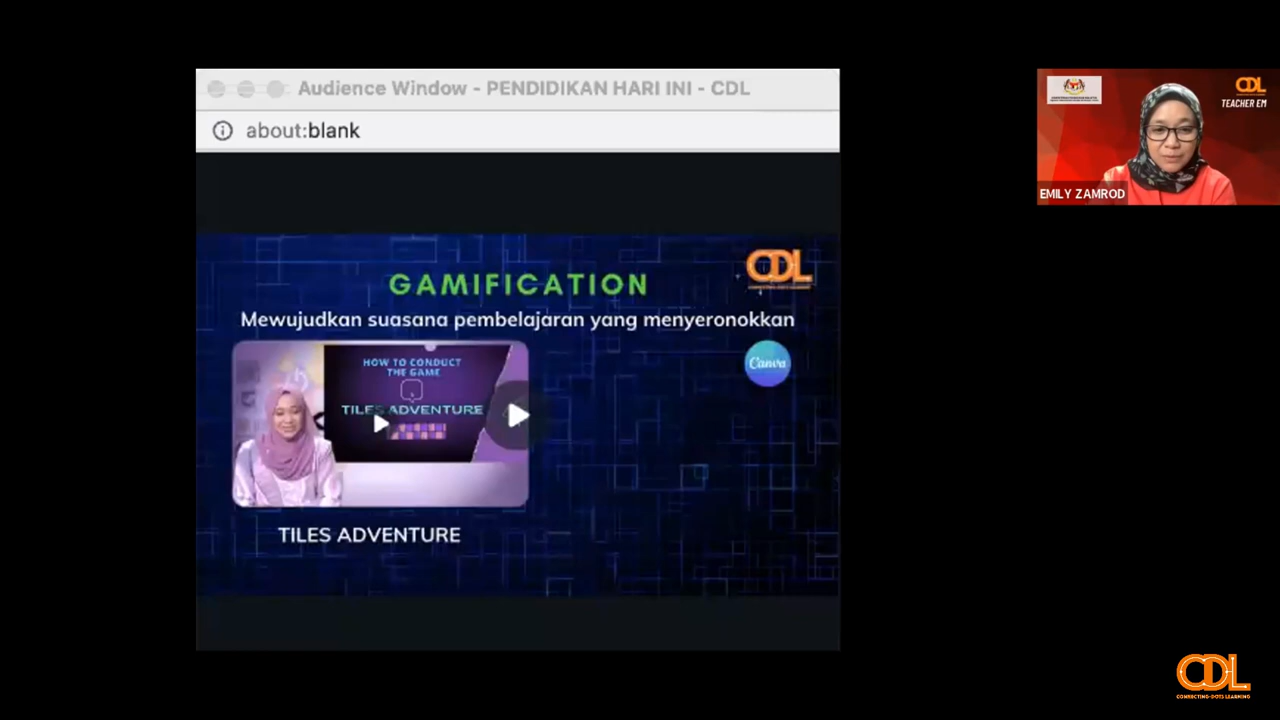 Audience Window - PENDIDIKAN HARI INI - CDL
about:blank
CDL
GAMIFICATION
Mewujudkan suasana pembelajaran yang menyeronokkan
Canva
HOW TO CONDUCT
THE GAME
TILES ADVENTURE
TILES ADVENTURE
CDL
TEACHER EM
EMILY ZAMROD
CDL
CONNECTING-DOTS LEARNING